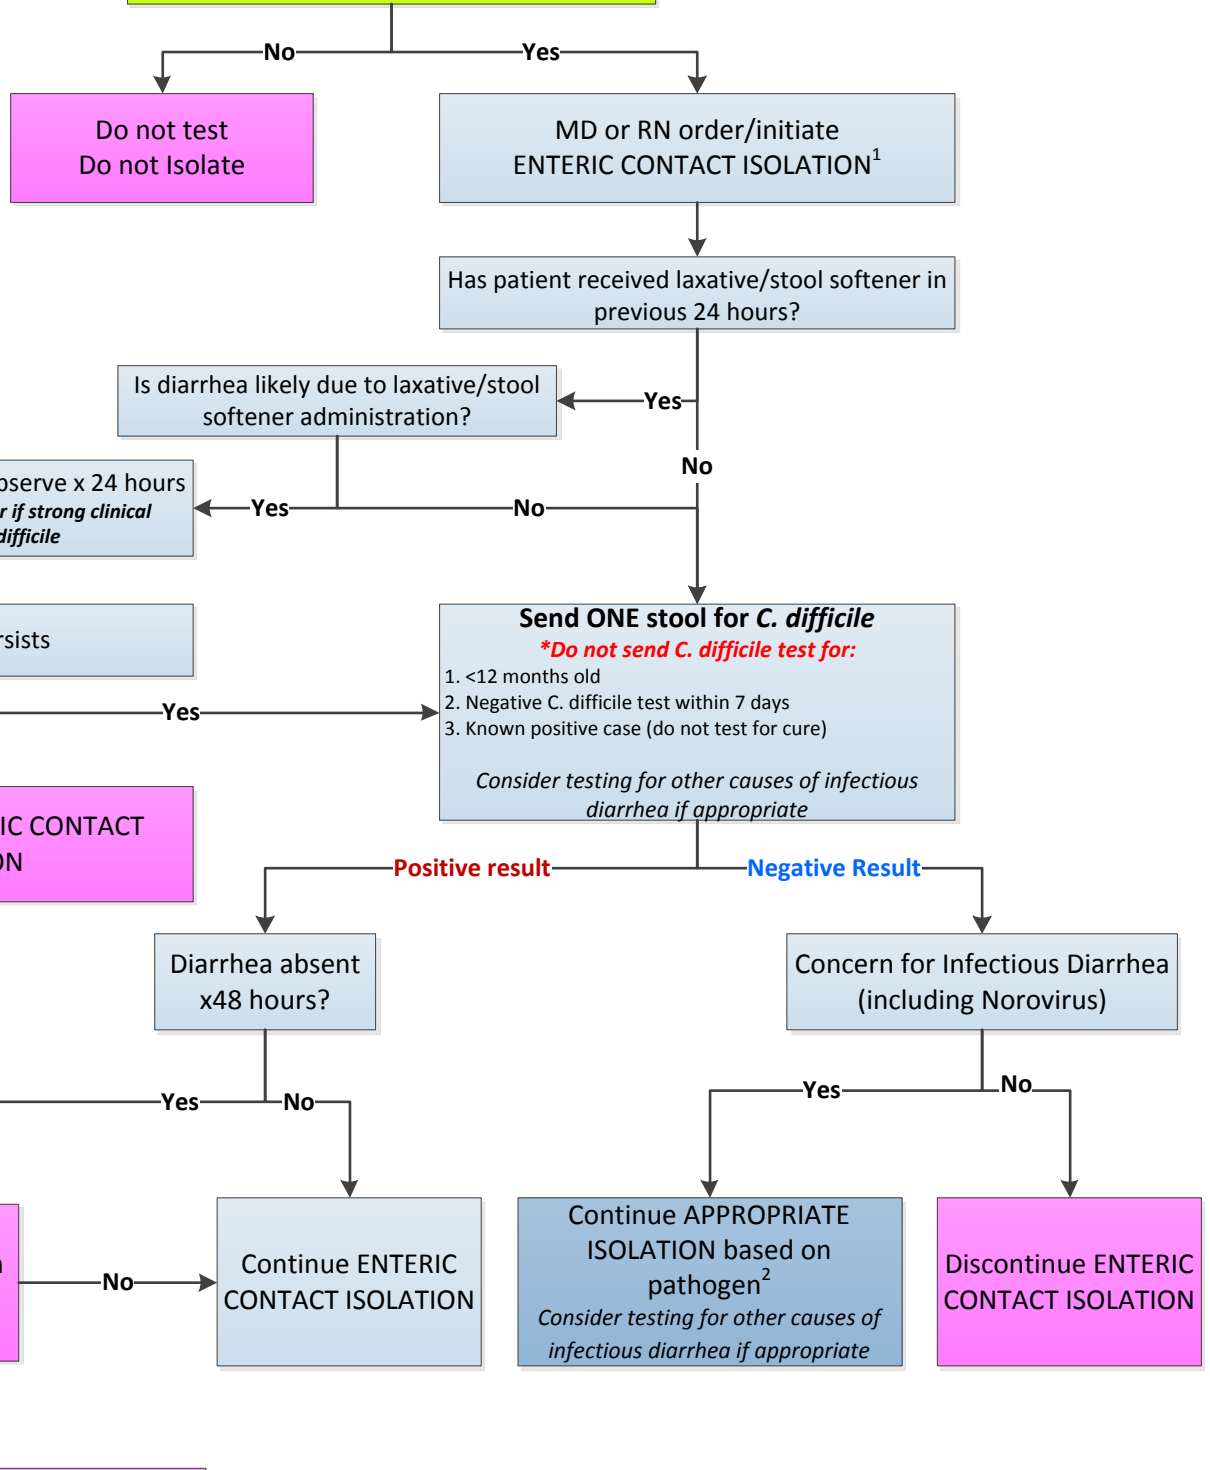 No
Yes
Do not test
Do not Isolate
MD or RN order/initiate
ENTERIC CONTACT ISOLATION1
Has patient received laxative/stool softener in
previous 24 hours?
Is diarrhea likely due to laxative/stool
softener administration?
Yes
No
x 24 hours
if strong clinical
Yes
No
Send ONE stool for C. difficile
*Do not send C. difficile test for:
1. <12 months old
2. Negative C. difficile test within 7 days
3. Known positive case (do not test for cure)
Consider testing for other causes of infectious
diarrhea if appropriate
Yes
CONTACT
Positive result
Negative Result
Diarrhea absent
x48 hours?
Concern for Infectious Diarrhea
(including Norovirus)
Yes
No
Yes
No
No
Continue ENTERIC
CONTACT ISOLATION
Continue APPROPRIATE
ISOLATION based on
pathogen2
Consider testing for other causes of
infectious diarrhea if appropriate
Discontinue ENTERIC
CONTACT ISOLATION